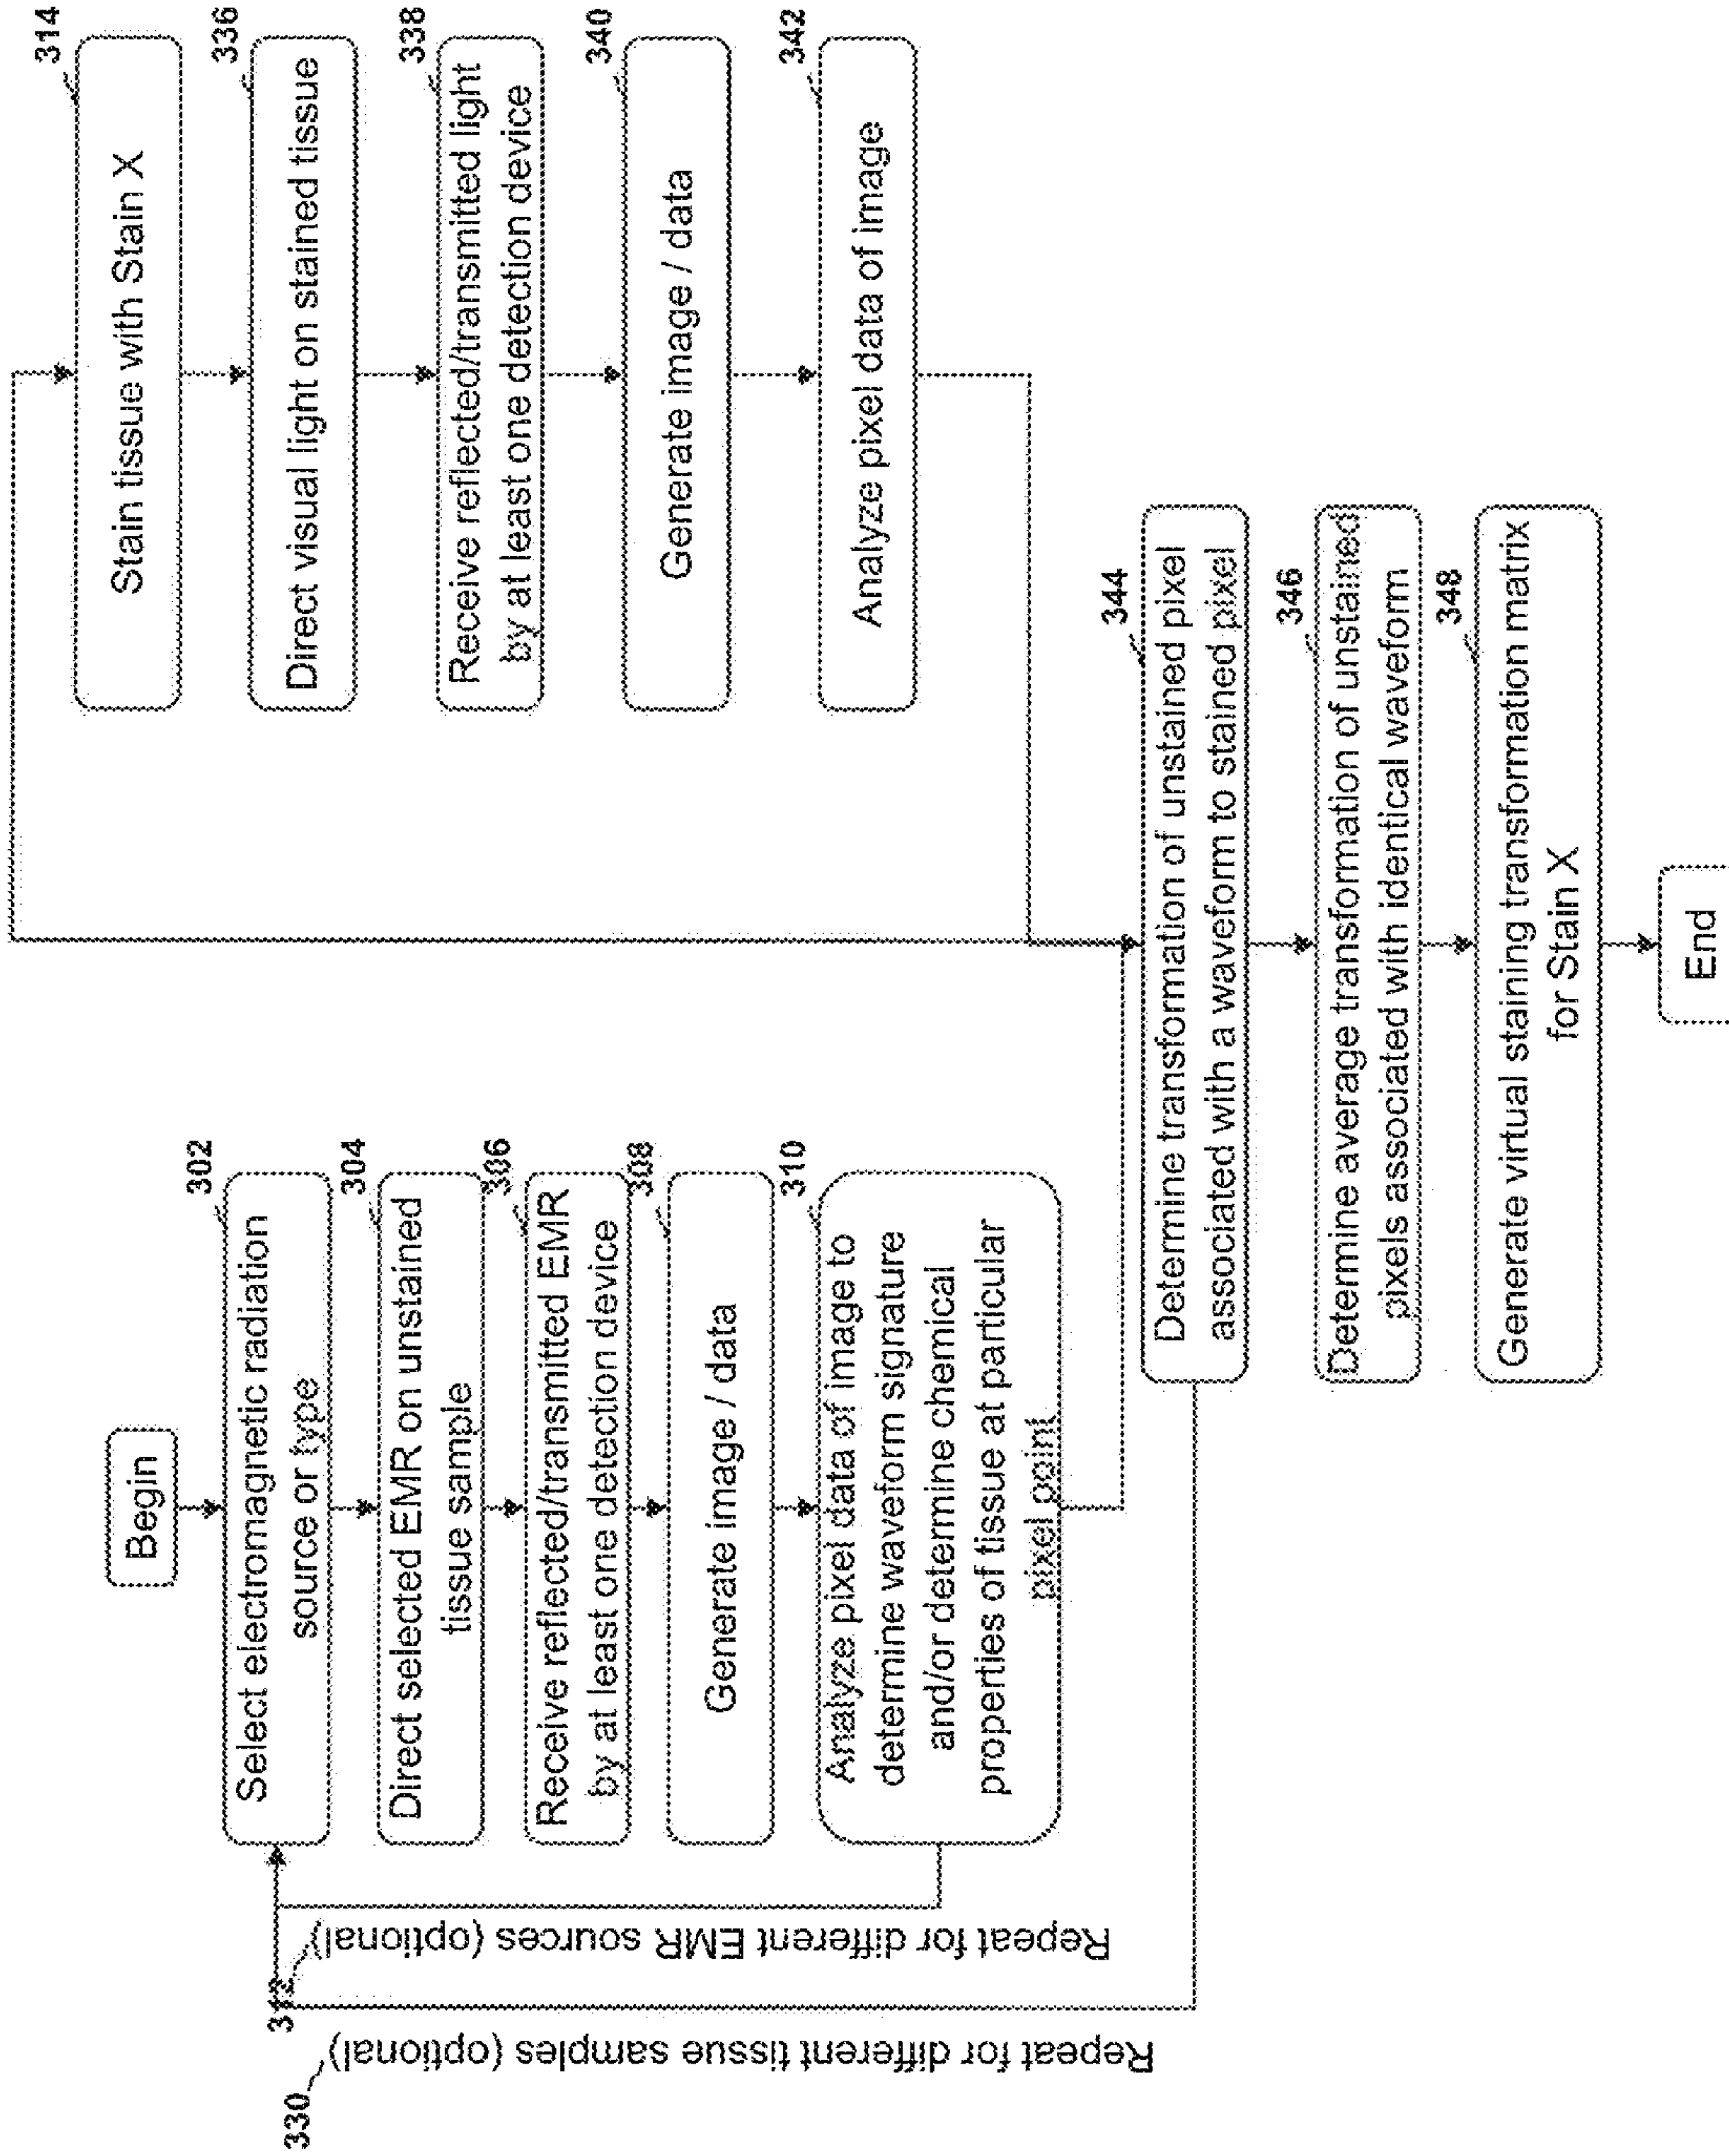 Begin
302
Select electromagnetic radiation
source or type
304
Direct selected EMR on unstained
tissue sample
306
Receive reflected/transmitted EMR
by at least one detection device
308
Generate image / data
310
Analyze pixel data of image to
determine waveform signature
and/or determine chemical
properties of tissue at particular
pixel point
312
Repeat for different EMR sources (optional)
330
Repeat for different tissue samples (optional)
314
Stain tissue with Stain X
336
Direct visual light on stained tissue
338
Receive reflected/transmitted light
by at least one detection device
340
Generate image / data
342
Analyze pixel data of image
344
Determine transformation of unstained pixel
associated with a waveform to stained pixel
346
Determine average transformation of unstained
pixels associated with identical waveform
348
Generate virtual staining transformation matrix
for Stain X
End